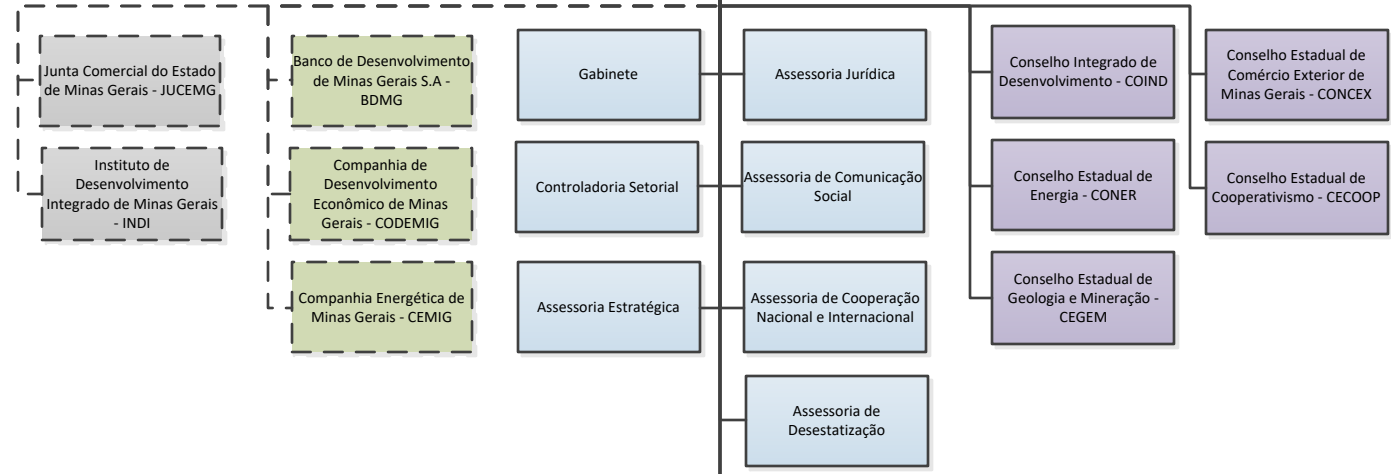 Junta Comercial do Estado
de Minas Gerais - JUCEMG
Instituto de
Desenvolvimento
Integrado de Minas Gerais
- INDI
Banco de Desenvolvimento
de Minas Gerais S.A -
BDMG
Companhia de
Desenvolvimento
Econômico de Minas
Gerais - CODEMIG
Companhia Energética de
Minas Gerais - CEMIG
Gabinete
Controladoria Setorial
Assessoria Estratégica
Assessoria Jurídica
Assessoria de Comunicação
Social
Assessoria de Cooperação
Nacional e Internacional
Assessoria de
Desestatização
Conselho Integrado de
Desenvolvimento - COIND
Conselho Estadual de
Energia - CONER
Conselho Estadual de
Geologia e Mineração -
CEGEM
Conselho Estadual de
Comércio Exterior de
Minas Gerais - CONCEX
Conselho Estadual de
Cooperativismo - CECOOP